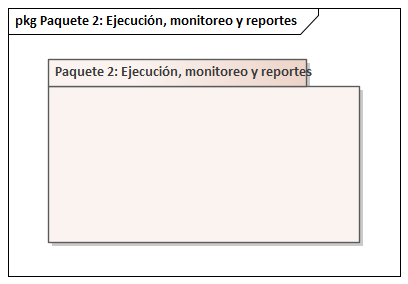 pkg Paquete 2: Ejecución, monitoreo y reportes
Paquete 2: Ejecución, monitoreo y reportes